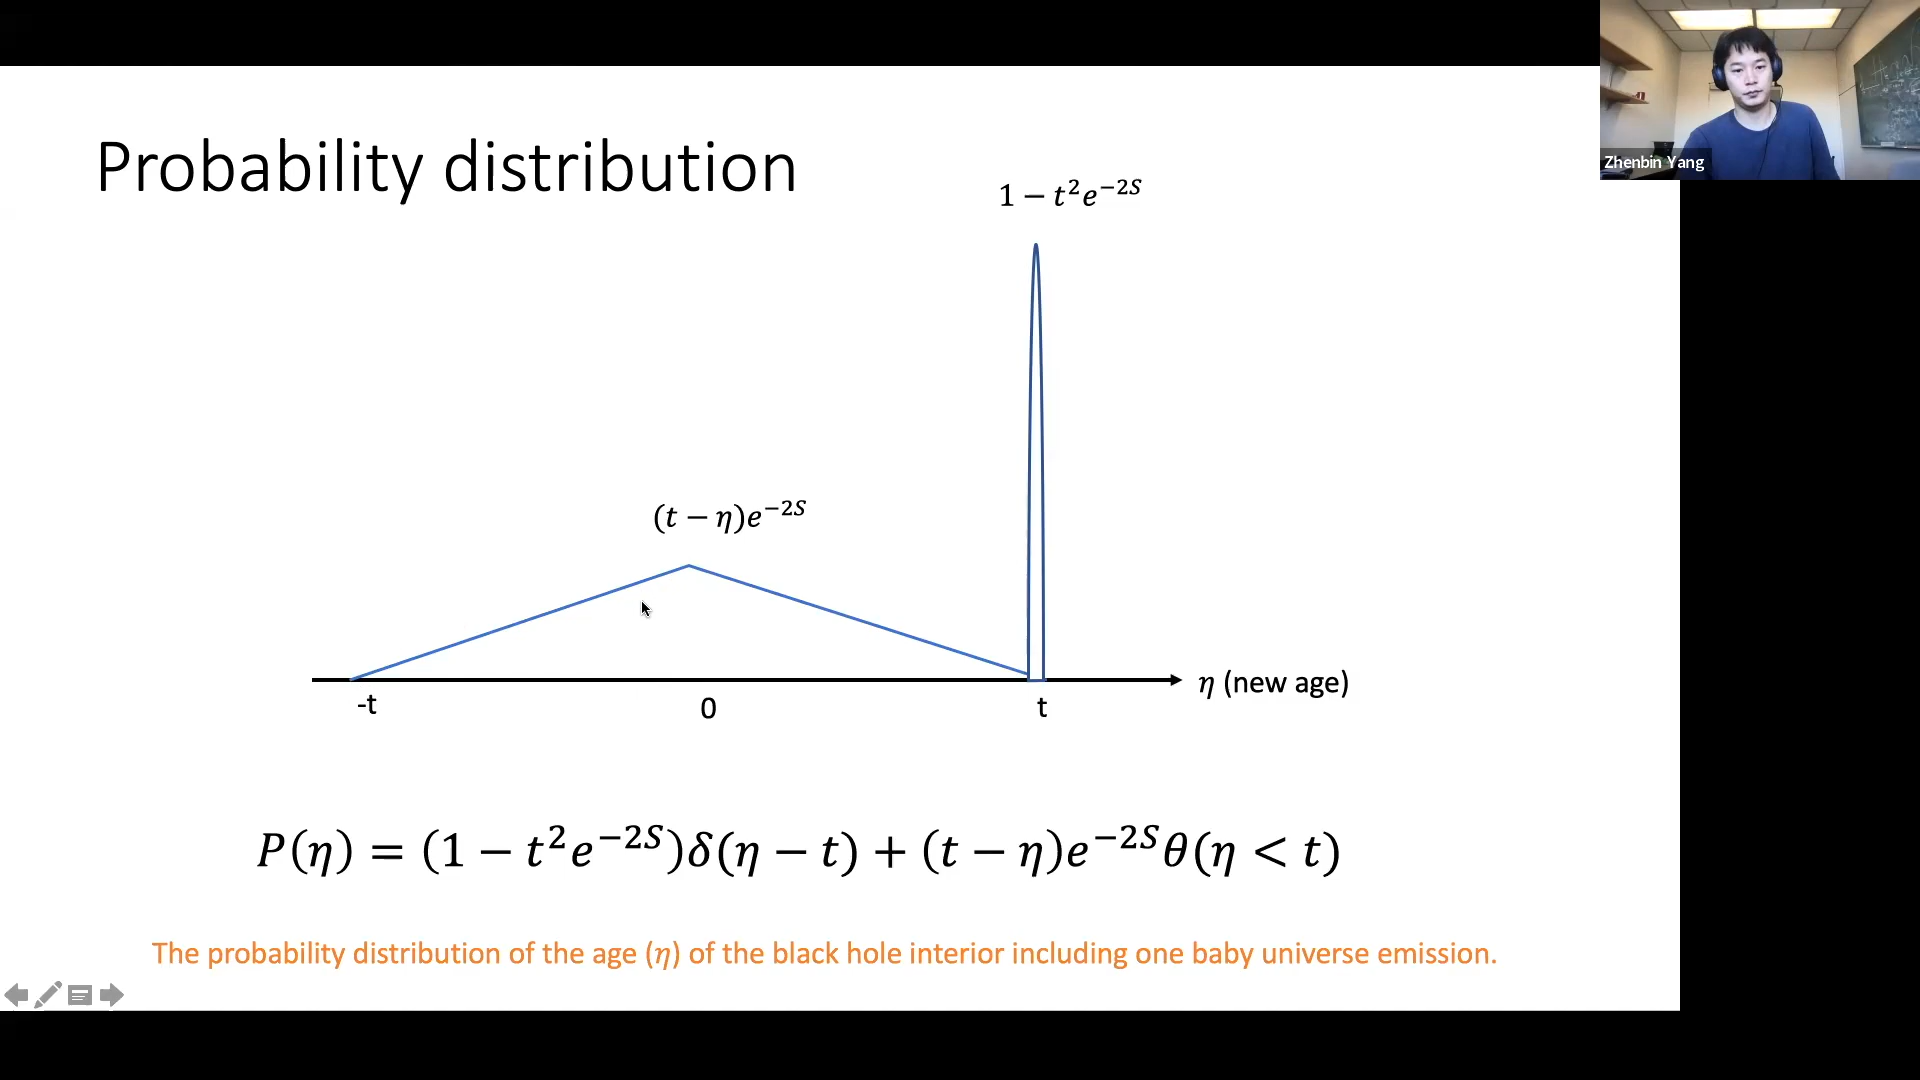 Zhenbin Yang
Probability distribution
1 − t²e⁻²ˢ
(t − η)e⁻²ˢ
-t
0
t
η (new age)
P(η) = (1 − t²e⁻²ˢ)δ(η − t) + (t − η)e⁻²ˢθ(η < t)
The probability distribution of the age (η) of the black hole interior including one baby universe emission.